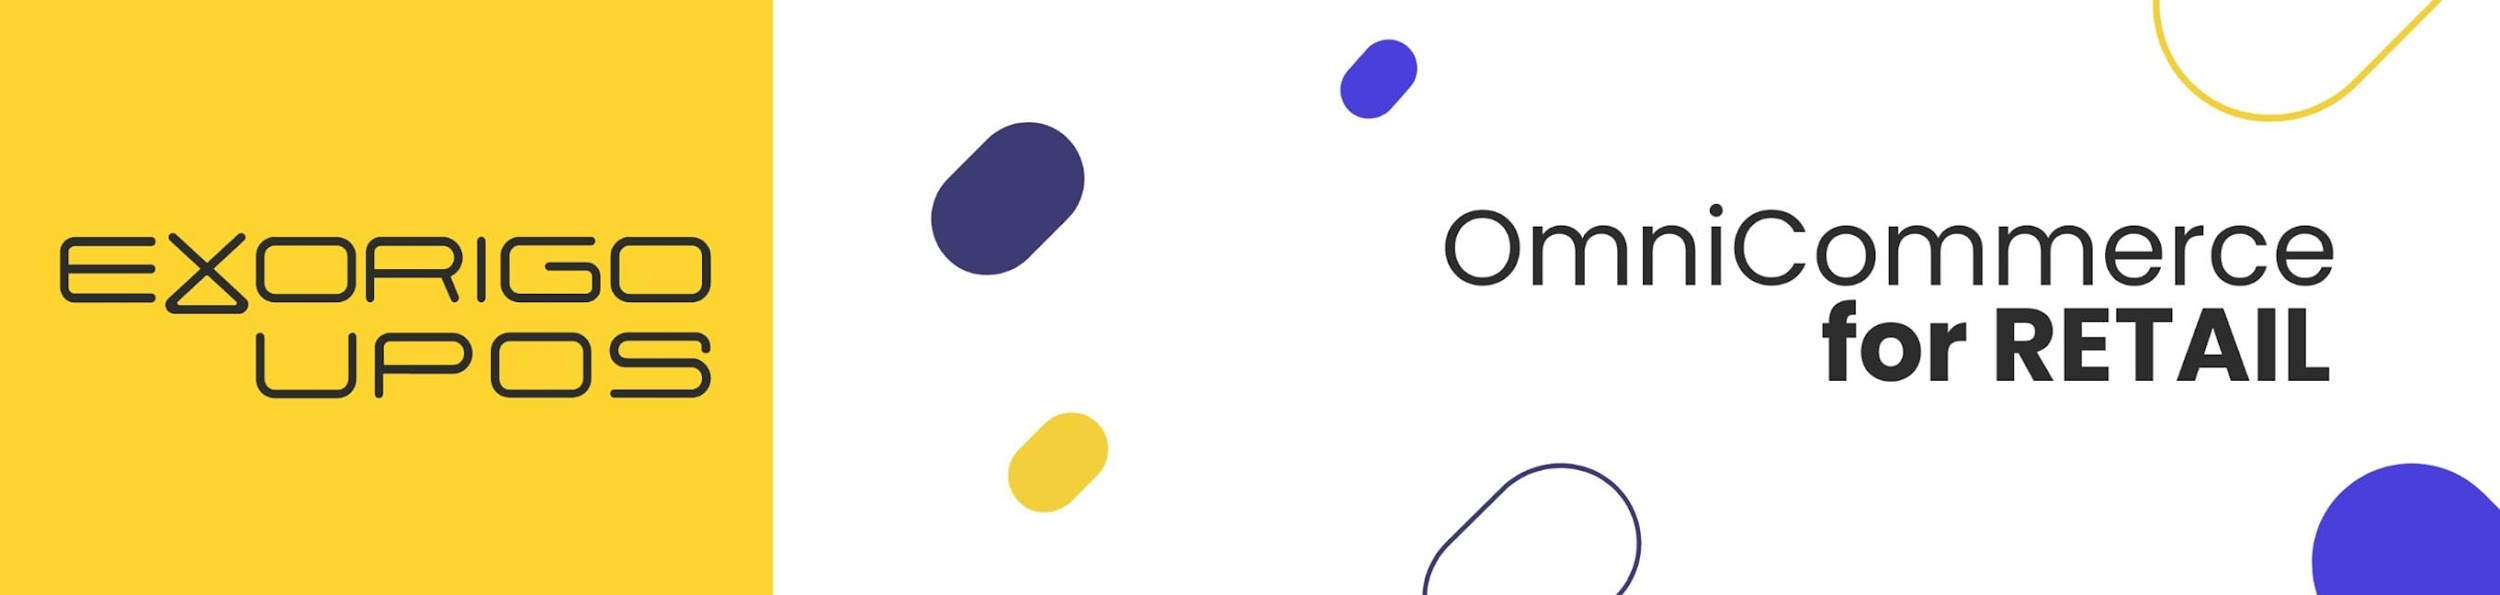 EXORIGO
UPOS
OmniCommerce
for RETAIL